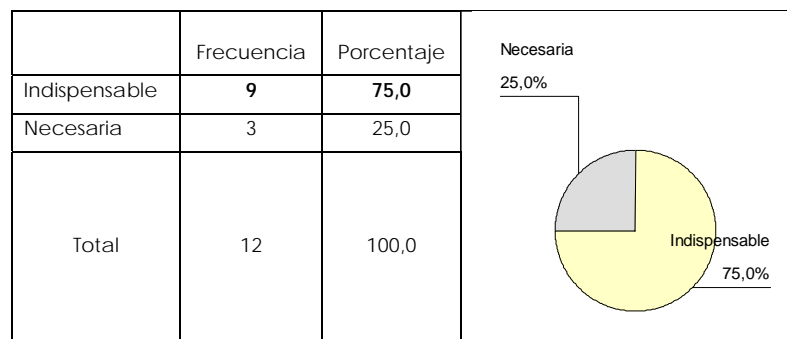 Frecuencia Porcentaje
Indispensable 9 75,0
Necesaria 3 25,0
Total 12 100,0
Necesaria
25,0%
Indispensable
75,0%